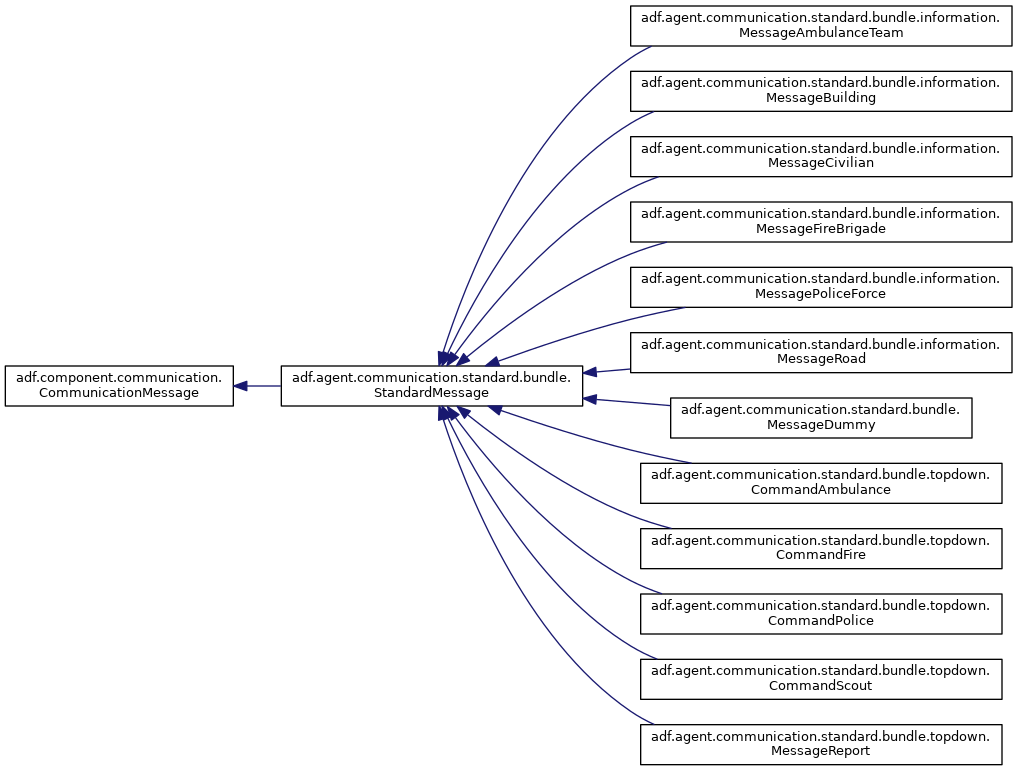 adf.agent.communication.standard.bundle.information.
MessageAmbulanceTeam
adf.agent.communication.standard.bundle.information.
MessageBuilding
adf.agent.communication.standard.bundle.information.
MessageCivilian
adf.agent.communication.standard.bundle.information.
MessageFireBrigade
adf.agent.communication.standard.bundle.information.
MessagePoliceForce
adf.agent.communication.standard.bundle.information.
MessageRoad
adf.component.communication.
CommunicationMessage
adf.agent.communication.standard.bundle.
StandardMessage
adf.agent.communication.standard.bundle.
MessageDummy
adf.agent.communication.standard.bundle.topdown.
CommandAmbulance
adf.agent.communication.standard.bundle.topdown.
CommandFire
adf.agent.communication.standard.bundle.topdown.
CommandPolice
adf.agent.communication.standard.bundle.topdown.
CommandScout
adf.agent.communication.standard.bundle.topdown.
MessageReport